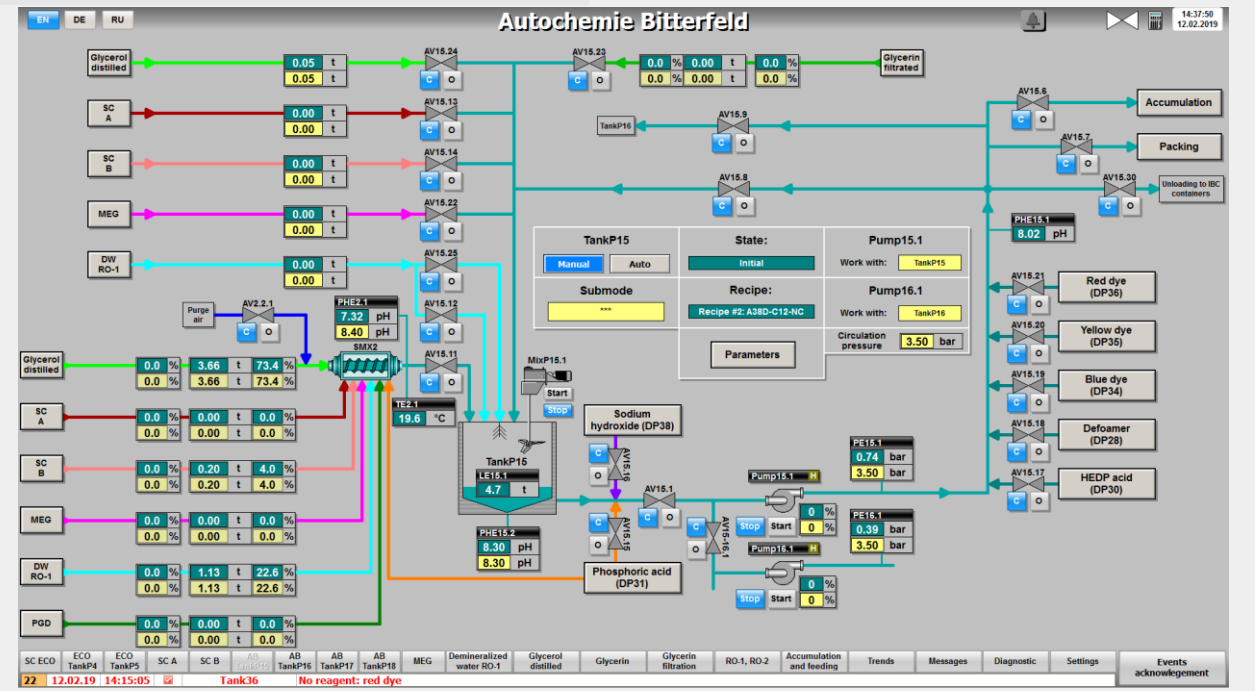 EN DE RU
Autochemie Bitterfeld
14:37:50
12.02.2019
Glycerol
distilled
0.05 t
0.05 t
AV15.24
C O
AV15.23
C O
0.0 % 0.00 t 0.0 %
0.0 % 0.00 t 0.0 %
Glycerin
filtrated
SC
A
0.00 t
0.00 t
AV15.13
C O
SC
B
0.00 t
0.00 t
AV15.14
C O
MEG
0.00 t
0.00 t
AV15.22
C O
DW
RO-1
0.00 t
0.00 t
AV15.25
C O
TankP16
AV15.9
C O
AV15.8
C O
AV15.6
C O
Accumulation
AV15.7
C O
Packing
AV15.30
C O
Unloading to IBC
containers
PHE15.1
8.02 pH
TankP15
Manual Auto
State:
Initial
Pump15.1
Work with: TankP15
Submode
***
Recipe:
Recipe #2: A38D-C12-NC
Pump16.1
Work with: TankP16
Parameters
Circulation
pressure 3.50 bar
AV15.21
C O
Red dye
(DP36)
AV15.20
C O
Yellow dye
(DP35)
AV15.19
C O
Blue dye
(DP34)
AV15.18
C O
Defoamer
(DP28)
AV15.17
C O
HEDP acid
(DP30)
Purge
air
AV2.2.1
C O
PHE2.1
7.32 pH
8.40 pH
SMX2
AV15.12
C O
AV15.11
C O
TE2.1
19.6 °C
MixP15.1
Start
Stop
Glycerol
distilled
0.0 % 3.66 t 73.4 %
0.0 % 3.66 t 73.4 %
SC
A
0.0 % 0.00 t 0.0 %
0.0 % 0.00 t 0.0 %
SC
B
0.0 % 0.20 t 4.0 %
0.0 % 0.20 t 4.0 %
MEG
0.0 % 0.00 t 0.0 %
0.0 % 0.00 t 0.0 %
DW
RO-1
0.0 % 1.13 t 22.6 %
0.0 % 1.13 t 22.6 %
PGD
0.0 % 0.00 t 0.0 %
0.0 % 0.00 t 0.0 %
TankP15
LE15.1
4.7 t
PHE15.2
8.30 pH
8.30 pH
Sodium
hydroxide (DP38)
C
O
AV15.16
C
O
AV15.15
Phosphoric acid
(DP31)
AV15.1
C O
C
O
AV15-16.1
Pump15.1 H
Stop Start
0 %
0 %
PE15.1
0.74 bar
3.50 bar
Pump16.1 H
Stop Start
0 %
0 %
PE16.1
0.39 bar
3.50 bar
SC ECO
ECO
TankP4
ECO
TankP5
SC A
SC B
AB
TankP15
AB
TankP16
AB
TankP17
AB
TankP18
MEG
Demineralized
water RO-1
Glycerol
distilled
Glycerin
Glycerin
filtration
RO-1, RO-2
Accumulation
and feeding
Trends
Messages
Diagnostic
Settings
Events
acknowlegement
22 12.02.19 14:15:05 Tank36 No reagent: red dye